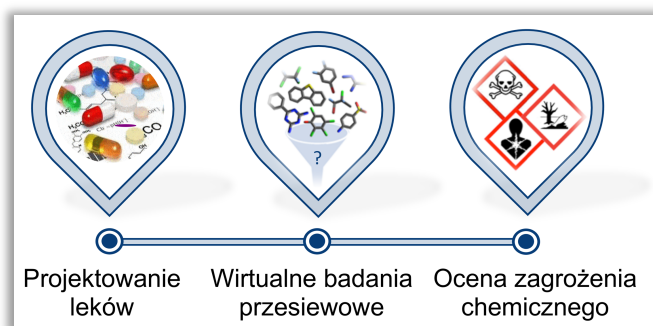 Projektowanie
leków
Wirtualne badania
przesiewowe
?
Ocena zagrożenia
chemicznego